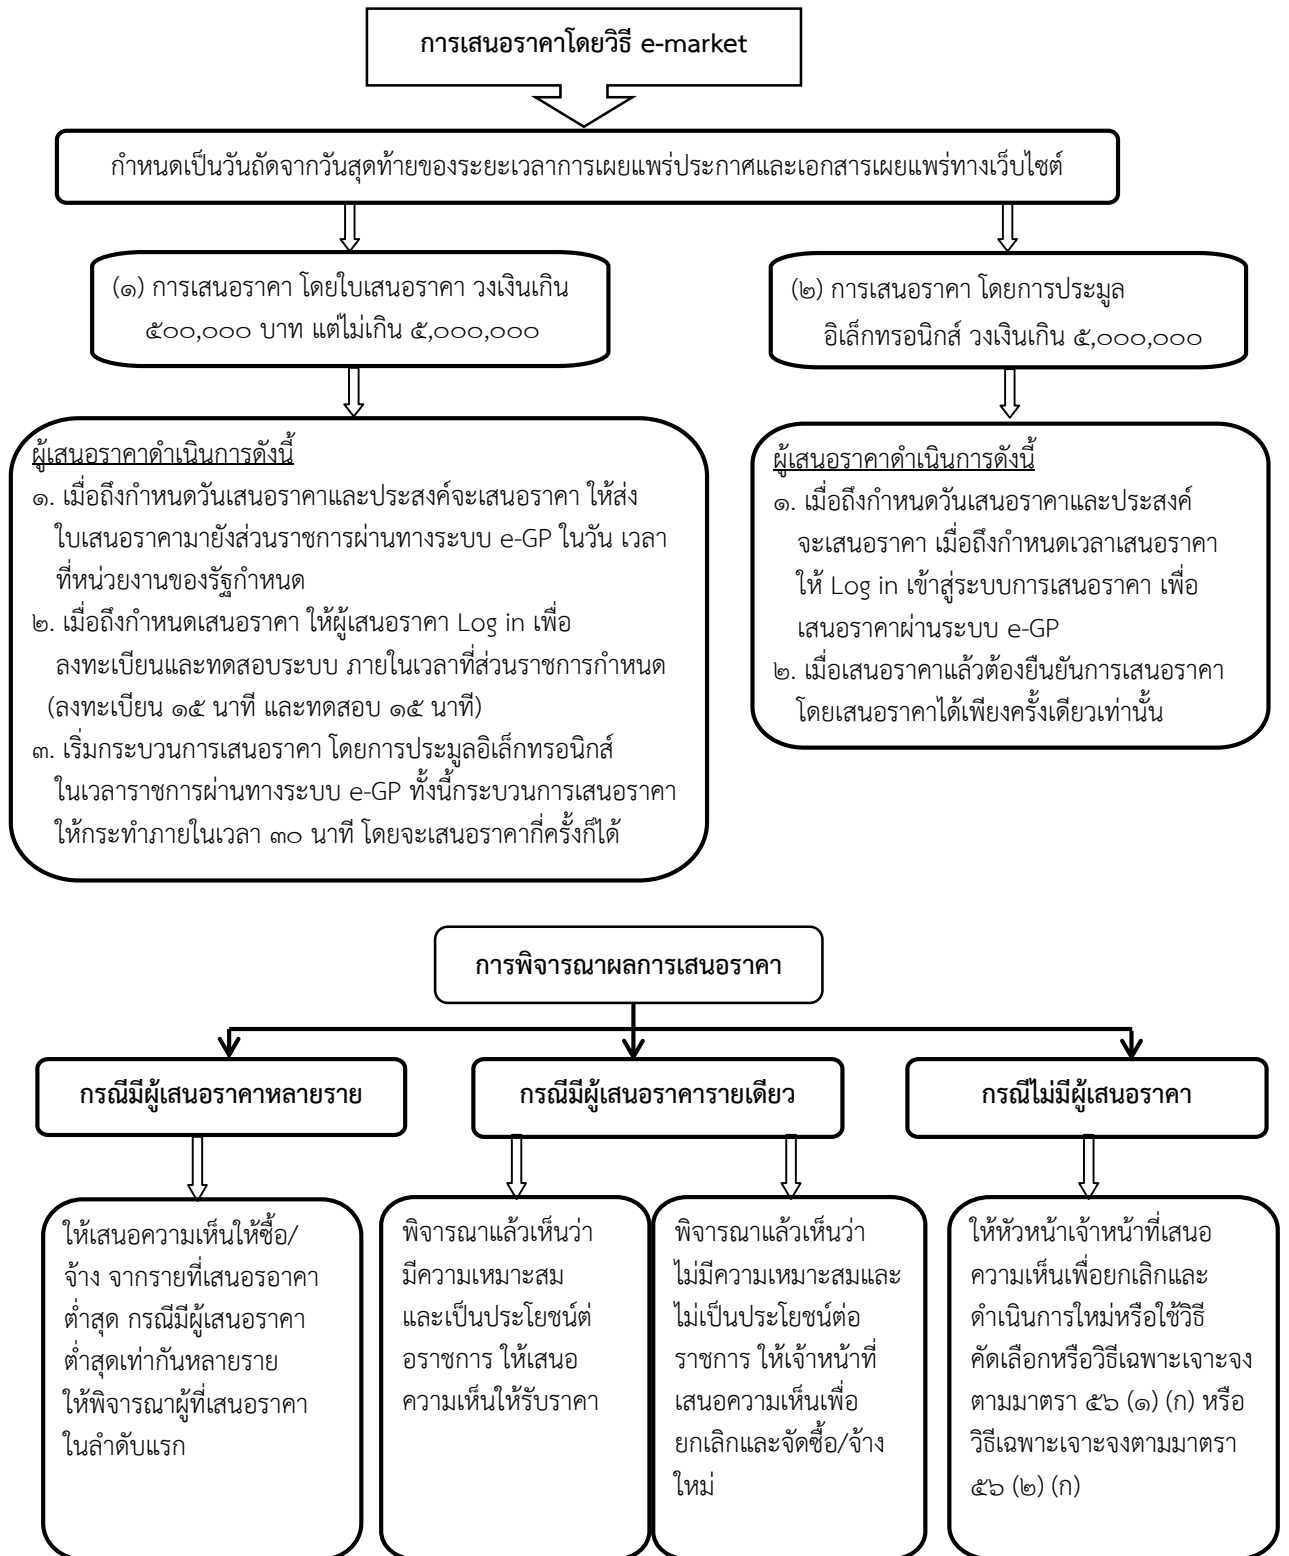 การเสนอราคาโดยวิธี e-market
กำหนดเป็นวันถัดจากวันสุดท้ายของระยะเวลาการเผยแพร่ประกาศและเอกสารเผยแพร่ทางเว็บไซต์
(๑) การเสนอราคา โดยใบเสนอราคา วงเงินเกิน
๕๐๐,๐๐๐ บาท แต่ไม่เกิน ๕,๐๐๐,๐๐๐
(๒) การเสนอราคา โดยการประมูล
อิเล็กทรอนิกส์ วงเงินเกิน ๕,๐๐๐,๐๐๐
ผู้เสนอราคาดำเนินการดังนี้
๑. เมื่อถึงกำหนดวันเสนอราคาและประสงค์จะเสนอราคา ให้ส่ง
ใบเสนอราคามายังส่วนราชการผ่านทางระบบ e-GP ในวัน เวลา
ที่หน่วยงานของรัฐกำหนด
๒. เมื่อถึงกำหนดเสนอราคา ให้ผู้เสนอราคา Log in เพื่อ
ลงทะเบียนและทดสอบระบบ ภายในเวลาที่ส่วนราชการกำหนด
(ลงทะเบียน ๑๕ นาที และทดสอบ ๑๕ นาที)
๓. เริ่มกระบวนการเสนอราคา โดยการประมูลอิเล็กทรอนิกส์
ในเวลาราชการผ่านทางระบบ e-GP ทั้งนี้กระบวนการเสนอราคา
ให้กระทำภายในเวลา ๓๐ นาที โดยจะเสนอราคากี่ครั้งก็ได้
ผู้เสนอราคาดำเนินการดังนี้
๑. เมื่อถึงกำหนดวันเสนอราคาและประสงค์
จะเสนอราคา เมื่อถึงกำหนดเวลาเสนอราคา
ให้ Log in เข้าสู่ระบบการเสนอราคา เพื่อ
เสนอราคาผ่านระบบ e-GP
๒. เมื่อเสนอราคาแล้วต้องยืนยันการเสนอราคา
โดยเสนอราคาได้เพียงครั้งเดียวเท่านั้น
การพิจารณาผลการเสนอราคา
กรณีมีผู้เสนอราคาหลายราย
กรณีมีผู้เสนอราคารายเดียว
กรณีไม่มีผู้เสนอราคา
ให้เสนอความเห็นให้ซื้อ/
จ้าง จากรายที่เสนอรอาคา
ต่ำสุด กรณีมีผู้เสนอราคา
ต่ำสุดเท่ากันหลายราย
ให้พิจารณาผู้ที่เสนอราคา
ในลำดับแรก
พิจารณาแล้วเห็นว่า
มีความเหมาะสม
และเป็นประโยชน์ต่
อราชการ ให้เสนอ
ความเห็นให้รับราคา
พิจารณาแล้วเห็นว่า
ไม่มีความเหมาะสมและ
ไม่เป็นประโยชน์ต่อ
ราชการ ให้เจ้าหน้าที่
เสนอความเห็นเพื่อ
ยกเลิกและจัดซื้อ/จ้าง
ใหม่
ให้หัวหน้าเจ้าหน้าที่เสนอ
ความเห็นเพื่อยกเลิกและ
ดำเนินการใหม่หรือใช้วิธี
คัดเลือกหรือวิธีเฉพาะเจาะจง
ตามมาตรา ๕๖ (๑) (ก) หรือ
วิธีเฉพาะเจาะจงตามมาตรา
๕๖ (๒) (ก)